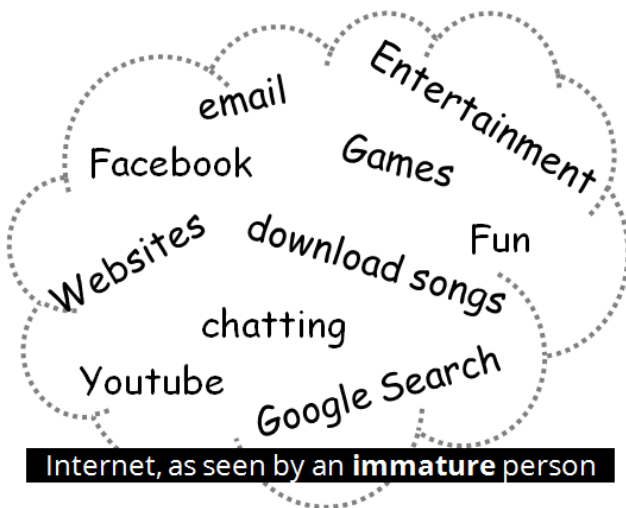 email
Entertainment
Facebook
Games
Websites
download songs
Fun
chatting
Youtube
Google Search
Internet, as seen by an immature person